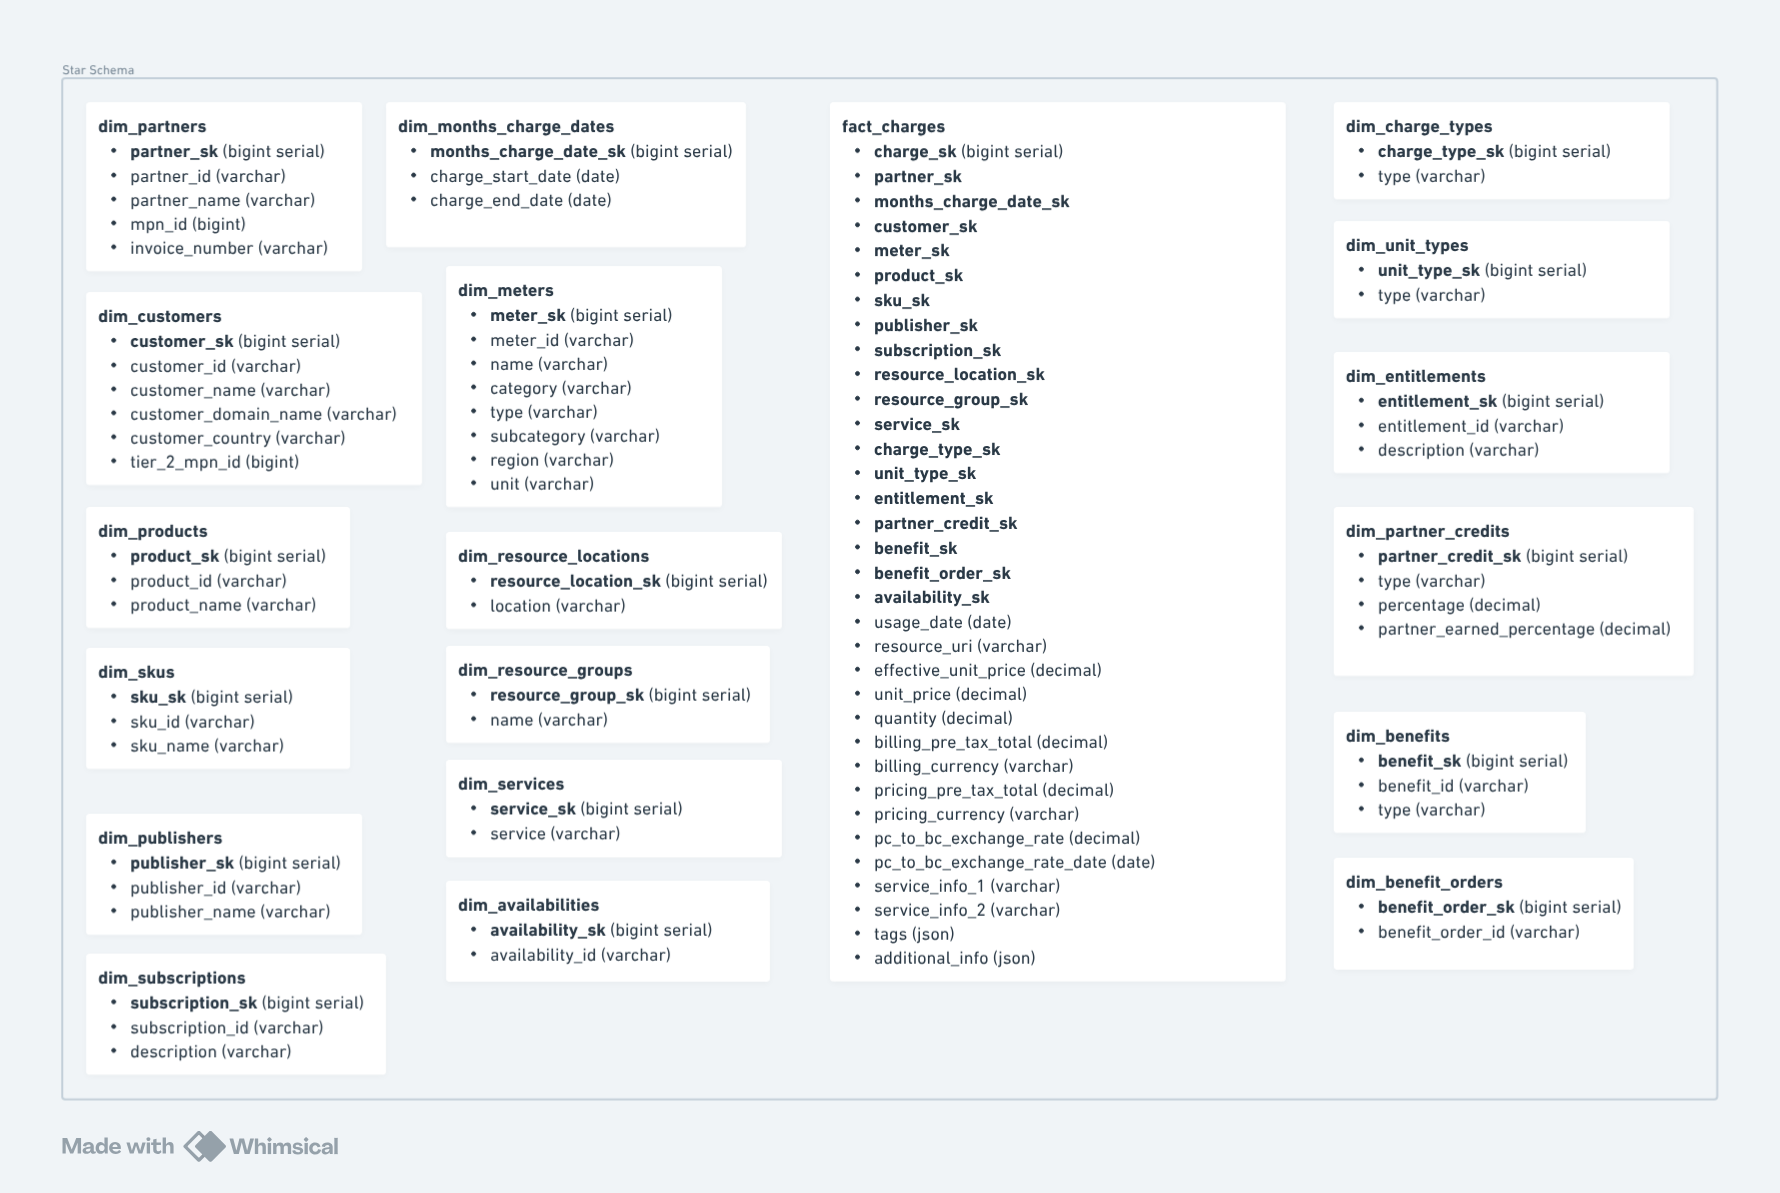 Star Schema
dim_partners
• partner_sk (bigint serial)
• partner_id (varchar)
• partner_name (varchar)
• mpn_id (bigint)
• invoice_number (varchar)
dim_customers
• customer_sk (bigint serial)
• customer_id (varchar)
• customer_name (varchar)
• customer_domain_name (varchar)
• customer_country (varchar)
• tier_2_mpn_id (bigint)
dim_products
• product_sk (bigint serial)
• product_id (varchar)
• product_name (varchar)
dim_skus
• sku_sk (bigint serial)
• sku_id (varchar)
• sku_name (varchar)
dim_publishers
• publisher_sk (bigint serial)
• publisher_id (varchar)
• publisher_name (varchar)
dim_subscriptions
• subscription_sk (bigint serial)
• subscription_id (varchar)
• description (varchar)
dim_months_charge_dates
• months_charge_date_sk (bigint serial)
• charge_start_date (date)
• charge_end_date (date)
dim_meters
• meter_sk (bigint serial)
• meter_id (varchar)
• name (varchar)
• category (varchar)
• type (varchar)
• subcategory (varchar)
• region (varchar)
• unit (varchar)
dim_resource_locations
• resource_location_sk (bigint serial)
• location (varchar)
dim_resource_groups
• resource_group_sk (bigint serial)
• name (varchar)
dim_services
• service_sk (bigint serial)
• service (varchar)
dim_availabilities
• availability_sk (bigint serial)
• availability_id (varchar)
fact_charges
• charge_sk (bigint serial)
• partner_sk
• months_charge_date_sk
• customer_sk
• meter_sk
• product_sk
• sku_sk
• publisher_sk
• subscription_sk
• resource_location_sk
• resource_group_sk
• service_sk
• charge_type_sk
• unit_type_sk
• entitlement_sk
• partner_credit_sk
• benefit_sk
• benefit_order_sk
• availability_sk
• usage_date (date)
• resource_uri (varchar)
• effective_unit_price (decimal)
• unit_price (decimal)
• quantity (decimal)
• billing_pre_tax_total (decimal)
• billing_currency (varchar)
• pricing_pre_tax_total (decimal)
• pricing_currency (varchar)
• pc_to_bc_exchange_rate (decimal)
• pc_to_bc_exchange_rate_date (date)
• service_info_1 (varchar)
• service_info_2 (varchar)
• tags (json)
• additional_info (json)
dim_charge_types
• charge_type_sk (bigint serial)
• type (varchar)
dim_unit_types
• unit_type_sk (bigint serial)
• type (varchar)
dim_entitlements
• entitlement_sk (bigint serial)
• entitlement_id (varchar)
• description (varchar)
dim_partner_credits
• partner_credit_sk (bigint serial)
• type (varchar)
• percentage (decimal)
• partner_earned_percentage (decimal)
dim_benefits
• benefit_sk (bigint serial)
• benefit_id (varchar)
• type (varchar)
dim_benefit_orders
• benefit_order_sk (bigint serial)
• benefit_order_id (varchar)
Made with Whimsical